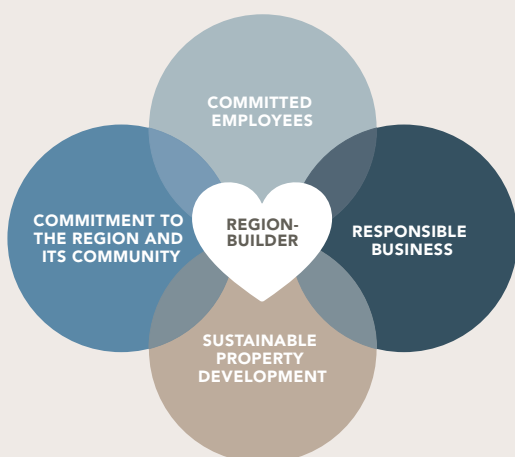 COMMITTED
EMPLOYEES
COMMITMENT TO
THE REGION AND
ITS COMMUNITY
REGION-
BUILDER
RESPONSIBLE
BUSINESS
SUSTAINABLE
PROPERTY
DEVELOPMENT